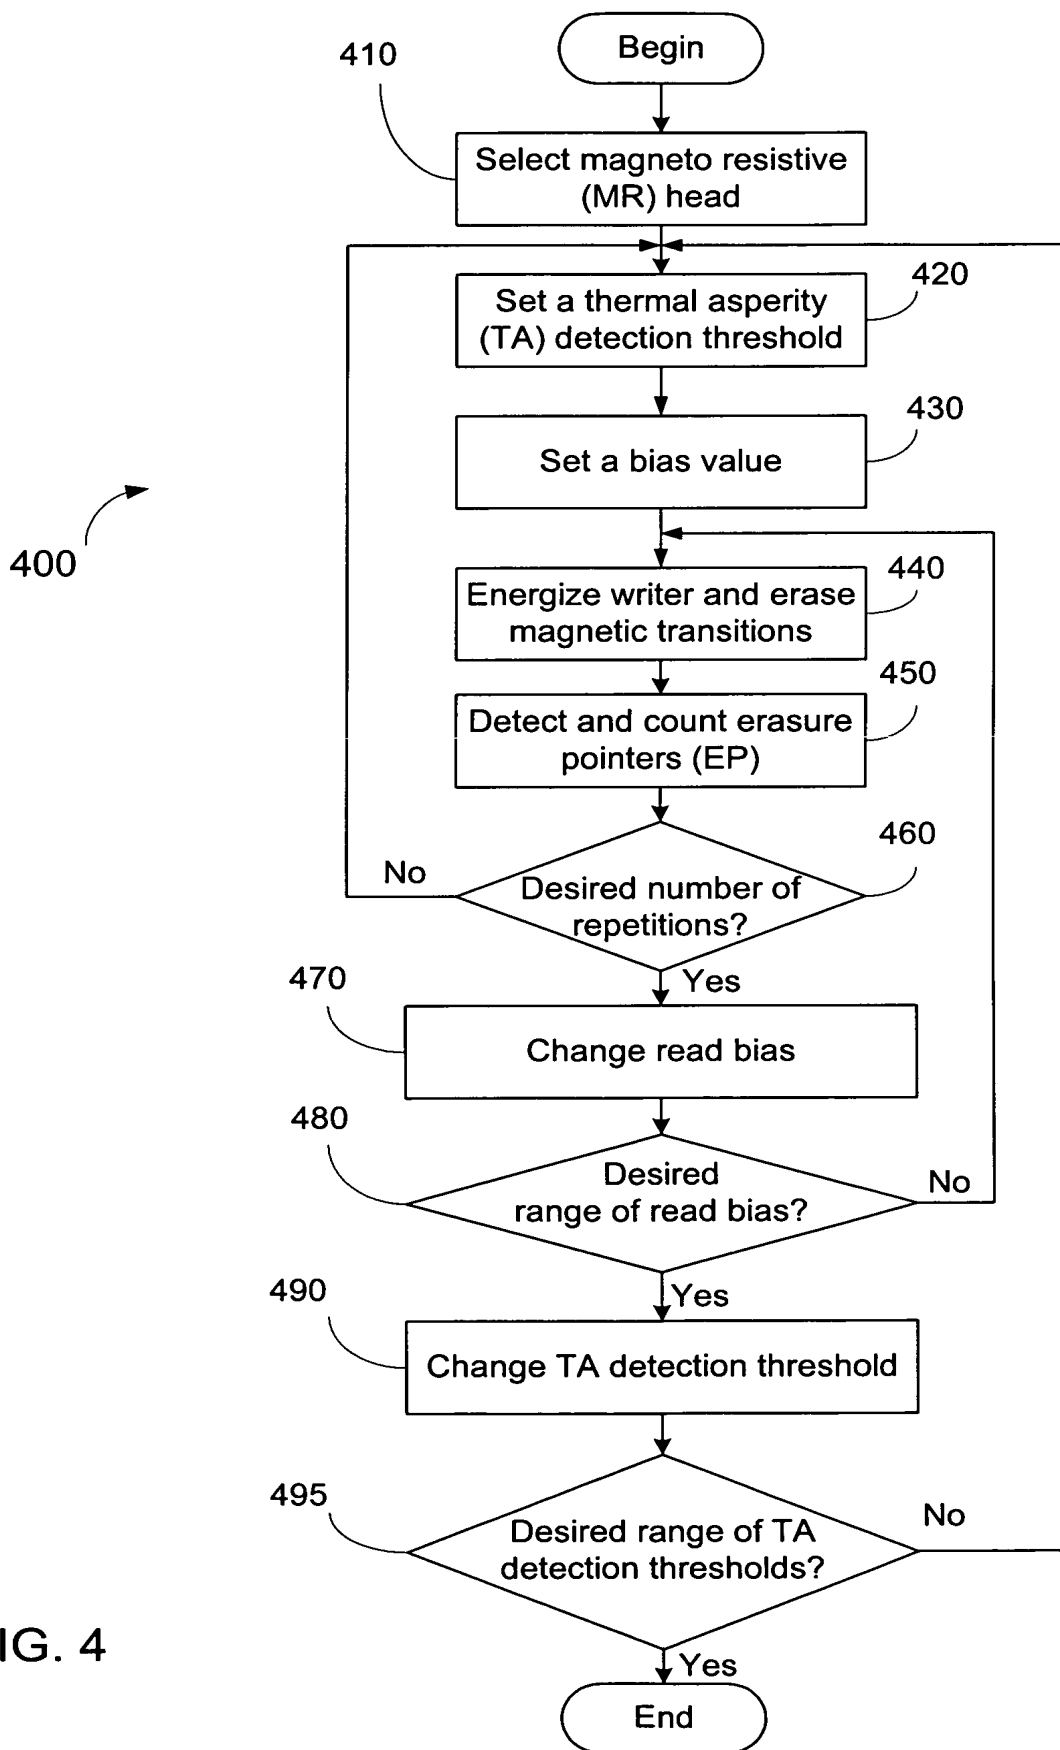 Begin
410
Select magneto resistive
(MR) head
420
Set a thermal asperity
(TA) detection threshold
430
Set a bias value
400
440
Energize writer and erase
magnetic transitions
450
Detect and count erasure
pointers (EP)
460
No
Desired number of
repetitions?
Yes
470
Change read bias
480
Desired
range of read bias?
No
Yes
490
Change TA detection threshold
495
Desired range of TA
detection thresholds?
No
IG. 4
Yes
End